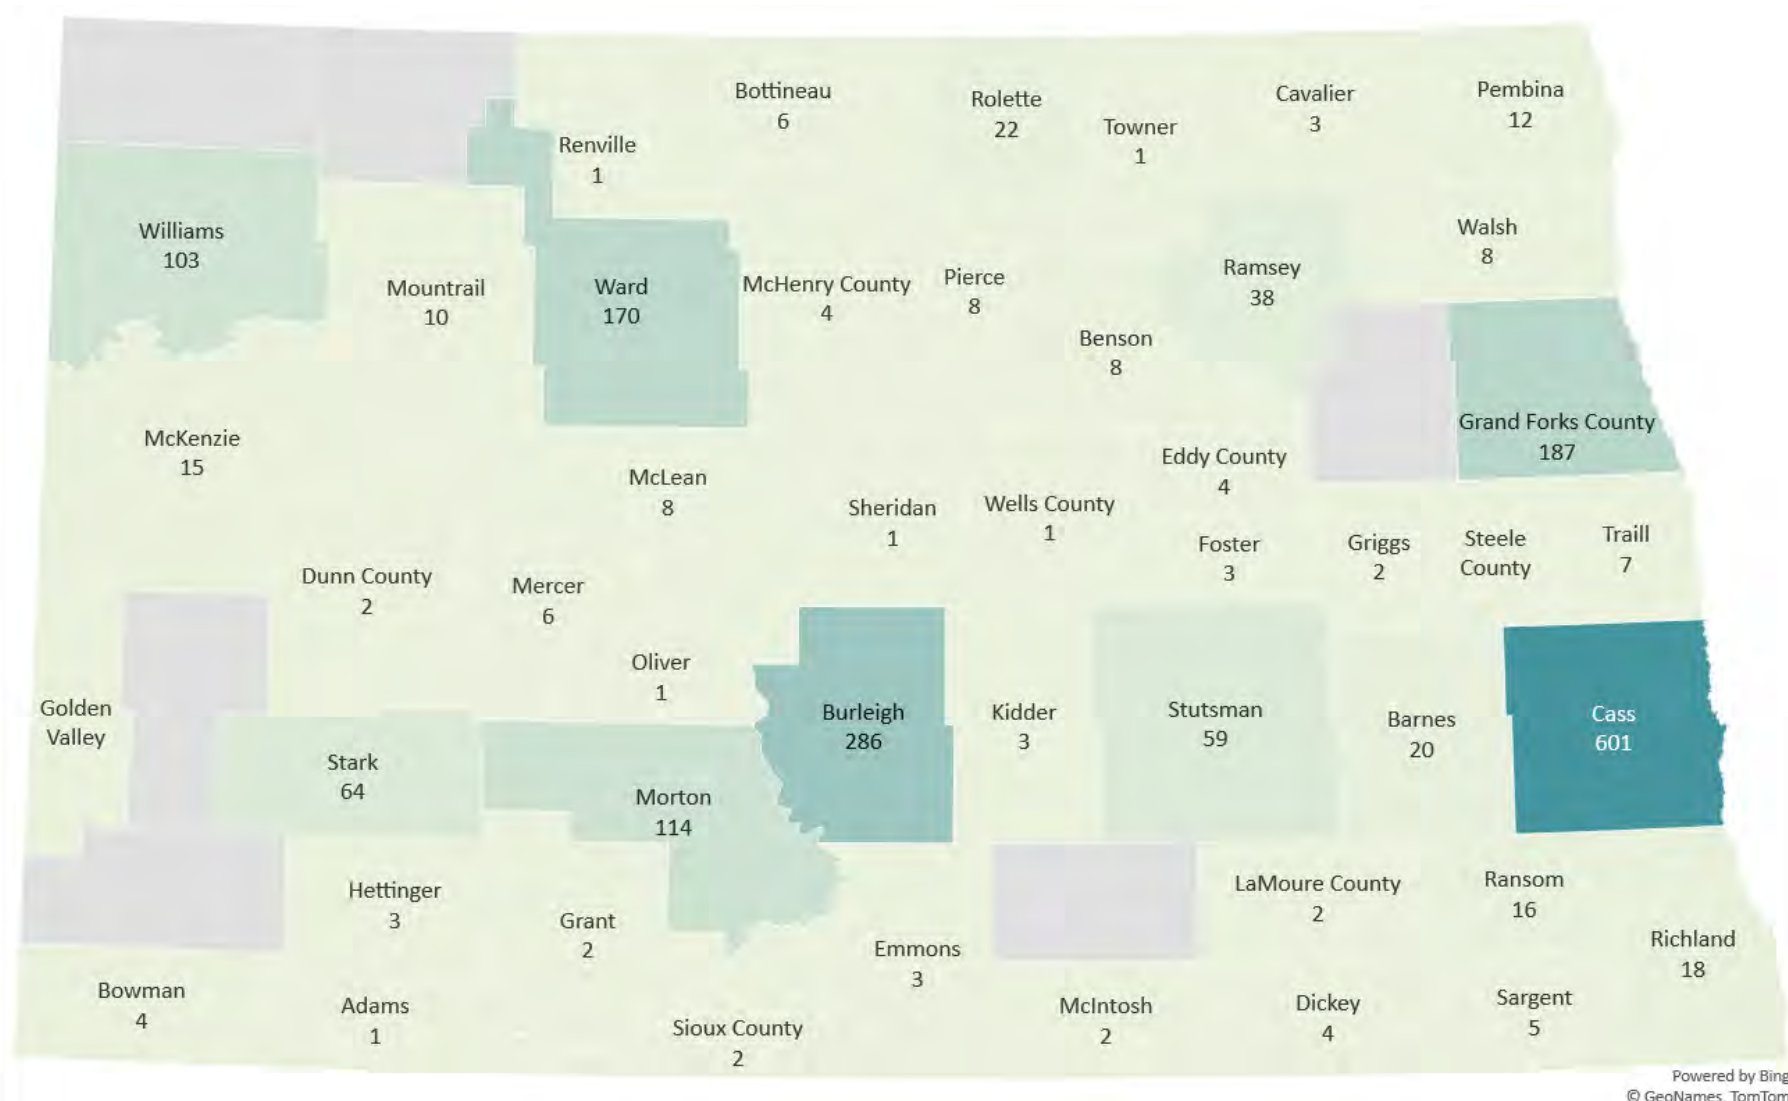 Bottineau
6
Rolette
22
Towner
1
Cavalier
3
Pembina
12
Renville
1
Williams
103
Mountrail
10
Ward
170
McHenry County
4
Pierce
8
Benson
8
Ramsey
38
Walsh
8
Grand Forks County
187
McKenzie
15
McLean
8
Sheridan
1
Wells County
1
Eddy County
4
Foster
3
Griggs
2
Steele
County
Traill
7
Dunn County
2
Mercer
6
Oliver
1
Golden
Valley
Stark
64
Morton
114
Burleigh
286
Kidder
3
Stutsman
59
Barnes
20
Cass
601
Hettinger
3
Grant
2
Emmons
3
LaMoure County
2
Ransom
16
Richland
18
Bowman
4
Adams
1
Sioux County
2
McIntosh
2
Dickey
4
Sargent
5
Powered by Bing
© GeoNames, TomTom